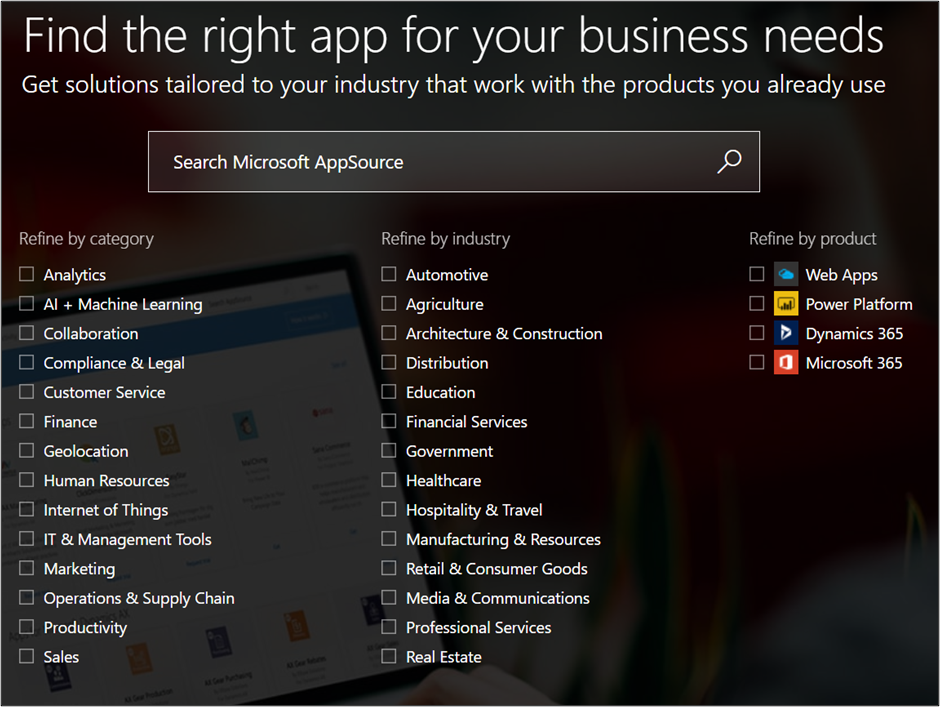 Find the right app for your business needs
Get solutions tailored to your industry that work with the products you already use
Search Microsoft AppSource
Refine by category
Analytics
AI + Machine Learning
Collaboration
Compliance & Legal
Customer Service
Finance
Geolocation
Human Resources
Internet of Things
IT & Management Tools
Marketing
Operations & Supply Chain
Productivity
Sales
Refine by industry
Automotive
Agriculture
Architecture & Construction
Distribution
Education
Financial Services
Government
Healthcare
Hospitality & Travel
Manufacturing & Resources
Retail & Consumer Goods
Media & Communications
Professional Services
Real Estate
Refine by product
Web Apps
Power Platform
Dynamics 365
Microsoft 365